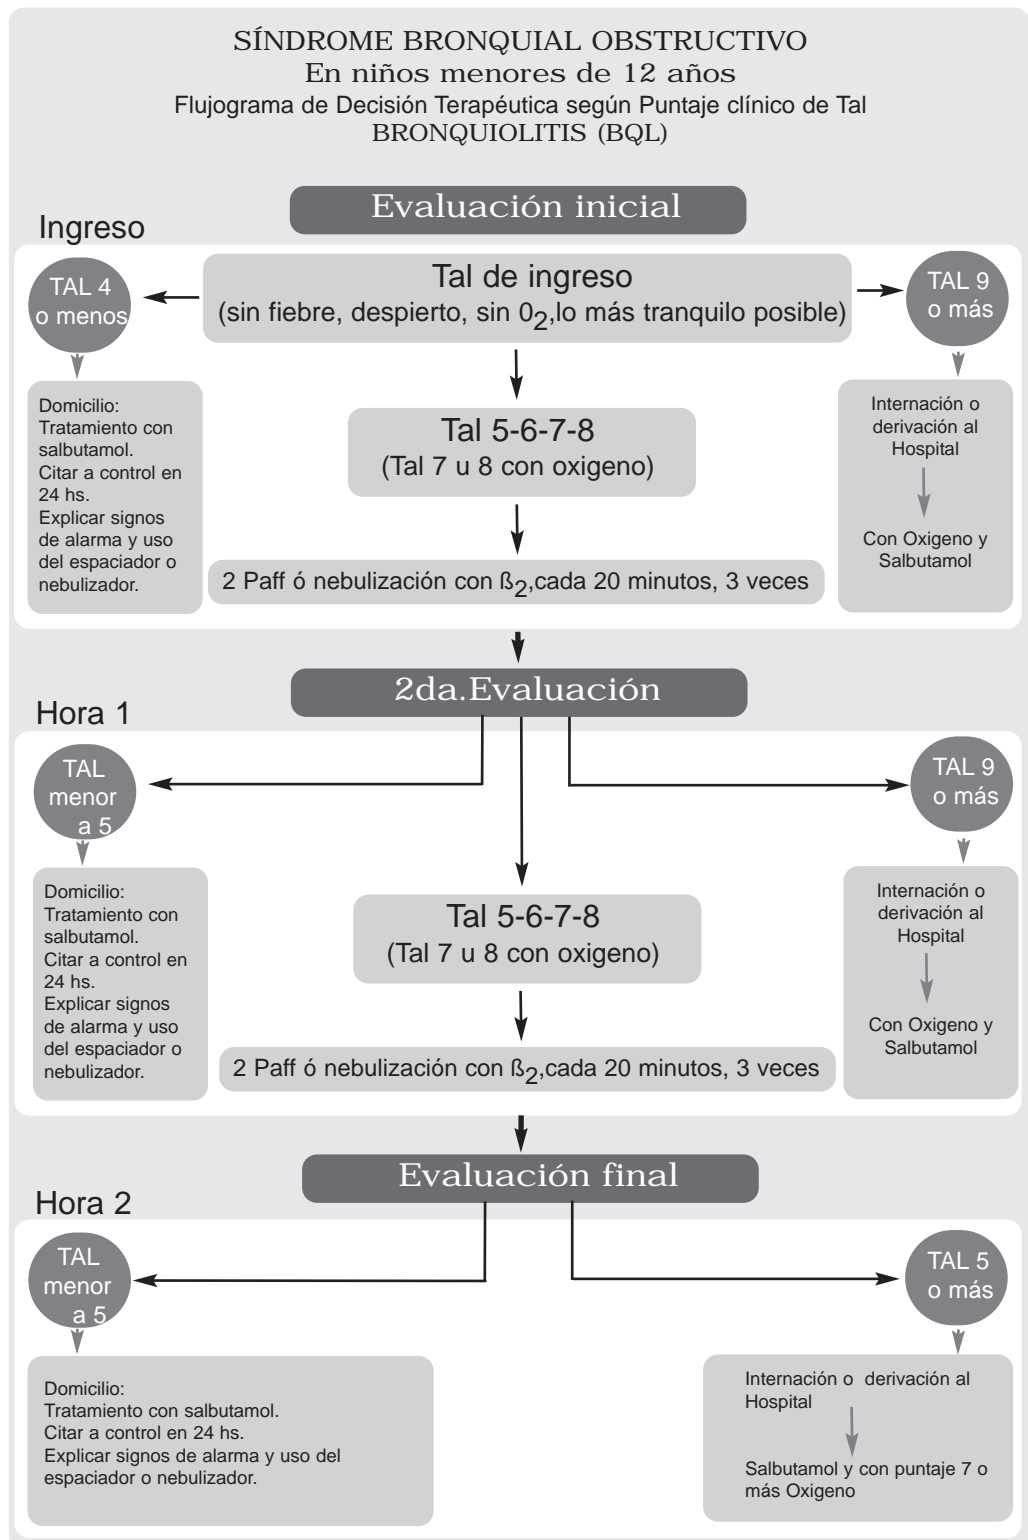 SÍNDROME BRONQUIAL OBSTRUCTIVO
En niños menores de 12 años
Flujograma de Decisión Terapéutica según Puntaje clínico de Tal
BRONQUIOLITIS (BQL)
Evaluación inicial
Ingreso
TAL 4
o menos
Tal de ingreso
(sin fiebre, despierto, sin 0₂,lo más tranquilo posible)
TAL 9
o más
Domicilio:
Tratamiento con
salbutamol.
Citar a control en
24 hs.
Explicar signos
de alarma y uso
del espaciador o
nebulizador.
Tal 5-6-7-8
(Tal 7 u 8 con oxigeno)
2 Paff ó nebulización con ß₂,cada 20 minutos, 3 veces
Internación o
derivación al
Hospital
Con Oxigeno y
Salbutamol
2da.Evaluación
Hora 1
TAL
menor
a 5
TAL 9
o más
Domicilio:
Tratamiento con
salbutamol.
Citar a control en
24 hs.
Explicar signos
de alarma y uso
del espaciador o
nebulizador.
Tal 5-6-7-8
(Tal 7 u 8 con oxigeno)
2 Paff ó nebulización con ß₂,cada 20 minutos, 3 veces
Internación o
derivación al
Hospital
Con Oxigeno y
Salbutamol
Evaluación final
Hora 2
TAL
menor
a 5
TAL 5
o más
Domicilio:
Tratamiento con salbutamol.
Citar a control en 24 hs.
Explicar signos de alarma y uso del
espaciador o nebulizador.
Internación o derivación al
Hospital
Salbutamol y con puntaje 7 o
más Oxigeno